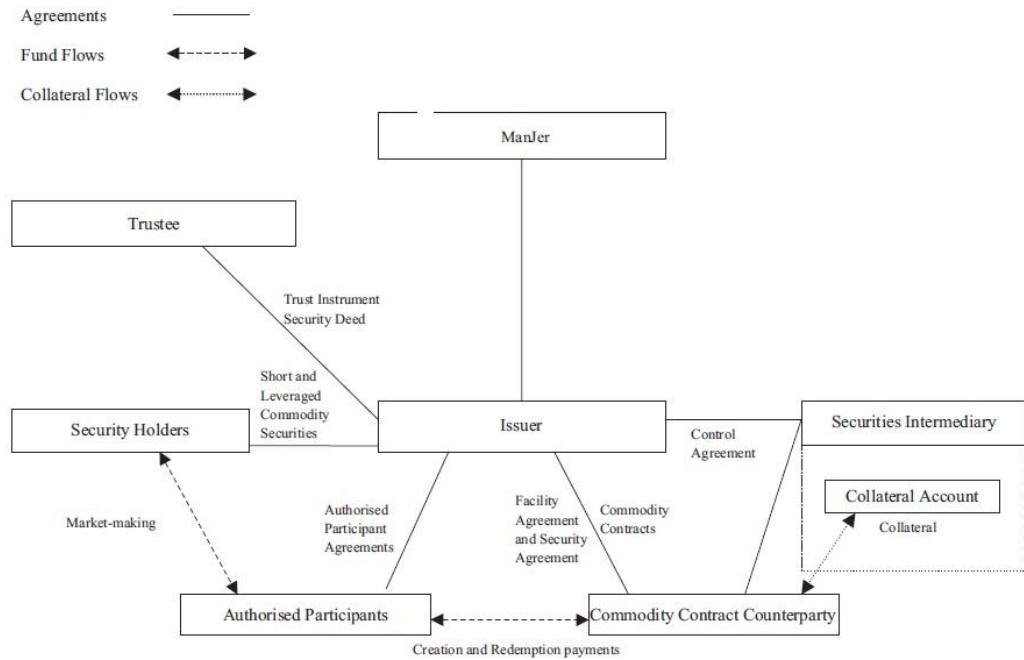 Agreements
Fund Flows
Collateral Flows
ManJer
Trustee
Trust Instrument
Security Deed
Short and
Leveraged
Commodity
Securities
Security Holders
Issuer
Securities Intermediary
Control
Agreement
Collateral Account
Collateral
Market-making
Authorised
Participant
Agreements
Facility
Agreement
and Security
Agreement
Commodity
Contracts
Authorised Participants
Commodity Contract Counterparty
Creation and Redemption payments